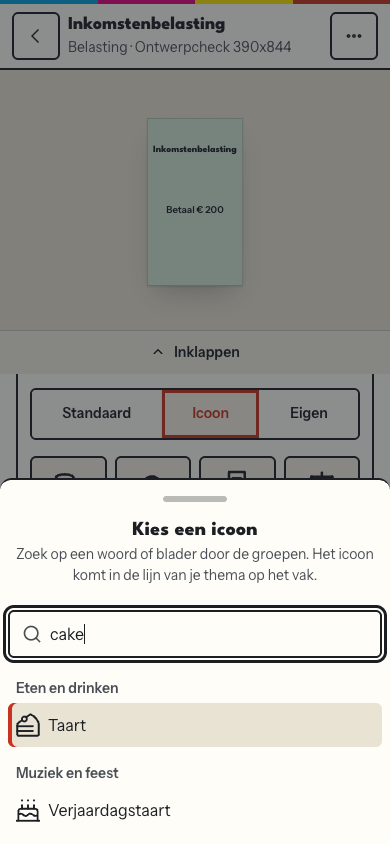 Inkomstenbelasting
Belasting · Ontwerpcheck 390x844
Inkomstenbelasting
Betaal € 200
Inklappen
Standaard
Icoon
Eigen
Kies een icoon
Zoek op een woord of blader door de groepen. Het icoon
komt in de lijn van je thema op het vak.
cake
Eten en drinken
Taart
Muziek en feest
Verjaardagstaart